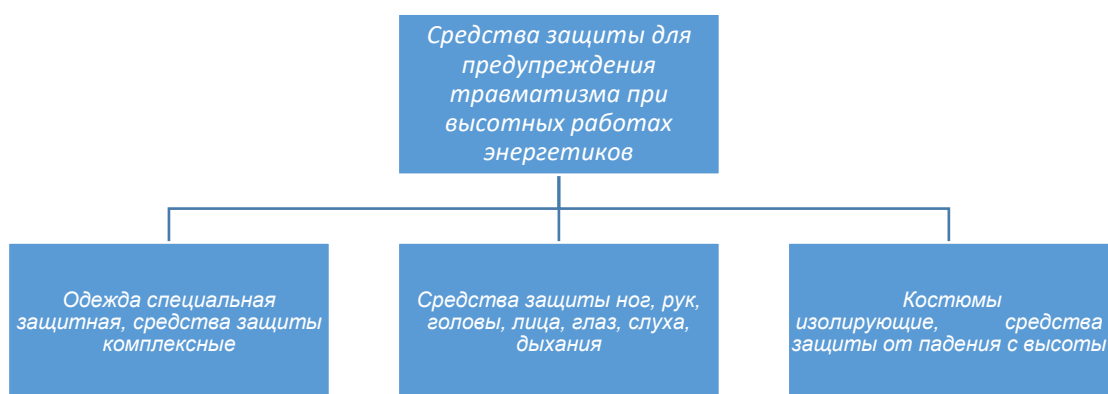 Средства защиты для
предупреждения
травматизма при
высотных работах
энергетиков
Одежда специальная
защитная, средства защиты
комплексные
Средства защиты ног, рук,
головы, лица, глаз, слуха,
дыхания
Костюмы
изолирующие, средства
защиты от падения с высоты